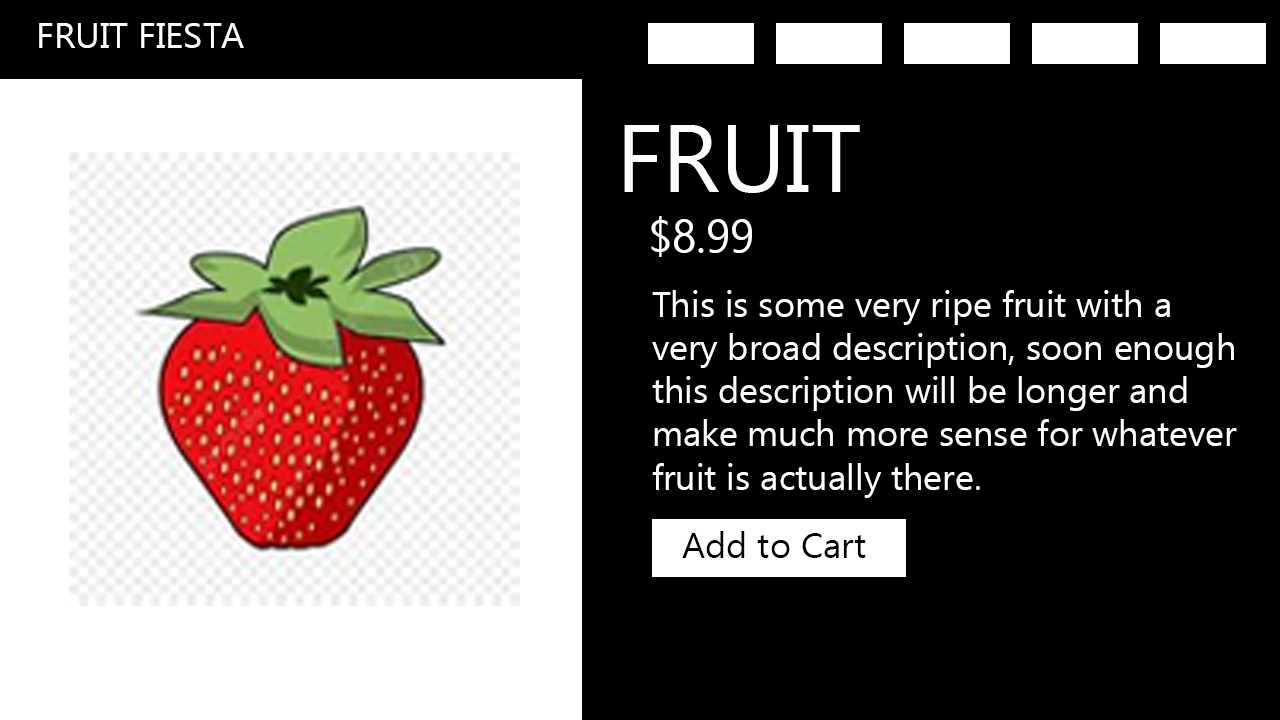 FRUIT FIESTA
FRUIT
$8.99
This is some very ripe fruit with a
very broad description, soon enough
this description will be longer and
make much more sense for whatever
fruit is actually there.
Add to Cart